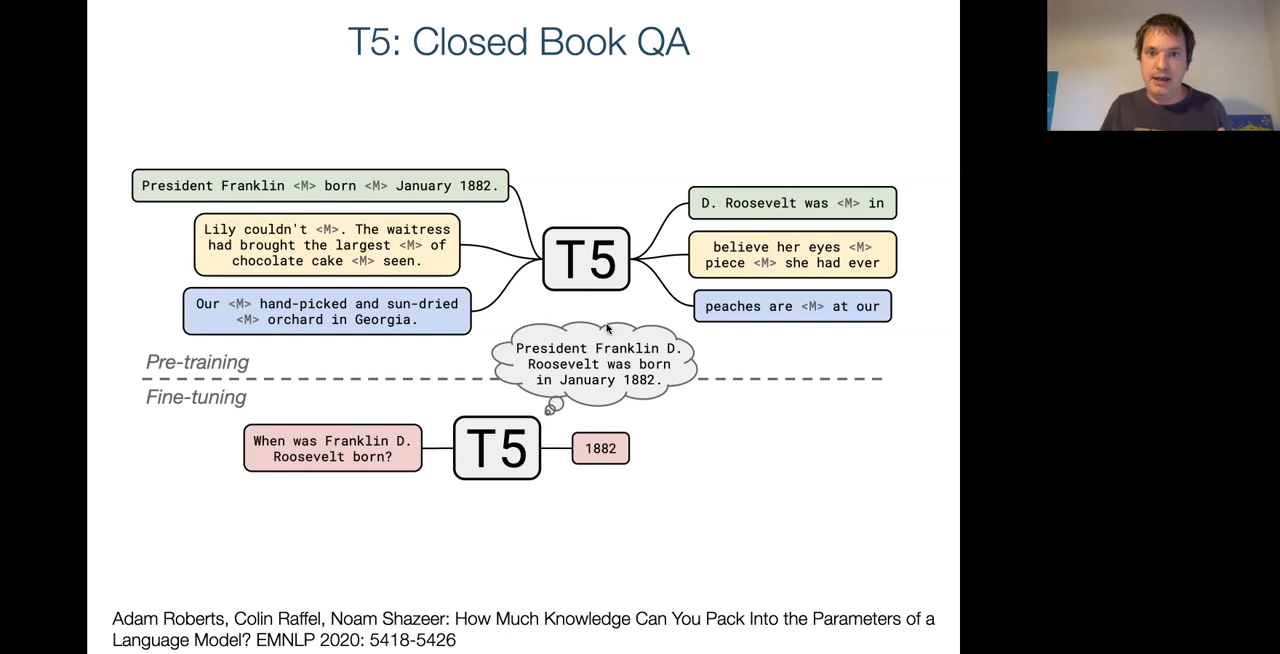 T5: Closed Book QA
President Franklin <M> born <M> January 1882.
Lily couldn't <M>. The waitress
had brought the largest <M> of
chocolate cake <M> seen.
Our <M> hand-picked and sun-dried
<M> orchard in Georgia.
T5
D. Roosevelt was <M> in
believe her eyes <M>
piece <M> she had ever
peaches are <M> at our
President Franklin D.
Roosevelt was born
in January 1882.
Pre-training
Fine-tuning
When was Franklin D.
Roosevelt born?
T5
1882
Adam Roberts, Colin Raffel, Noam Shazeer: How Much Knowledge Can You Pack Into the Parameters of a
Language Model? EMNLP 2020: 5418-5426